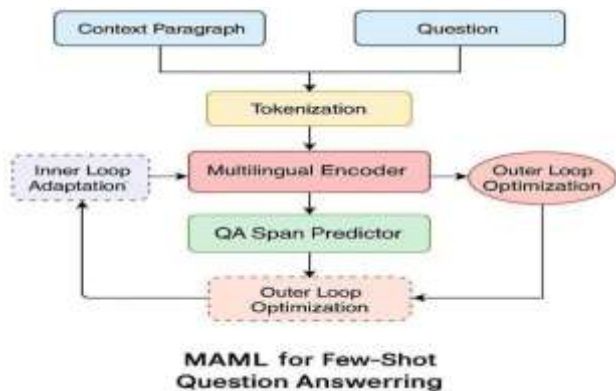 Context Paragraph
Question
Tokenization
Inner Loop
Adaptation
Multilingual Encoder
Outer Loop
Optimization
QA Span Predictor
Outer Loop
Optimization
MAML for Few-Shot
Question Answerring